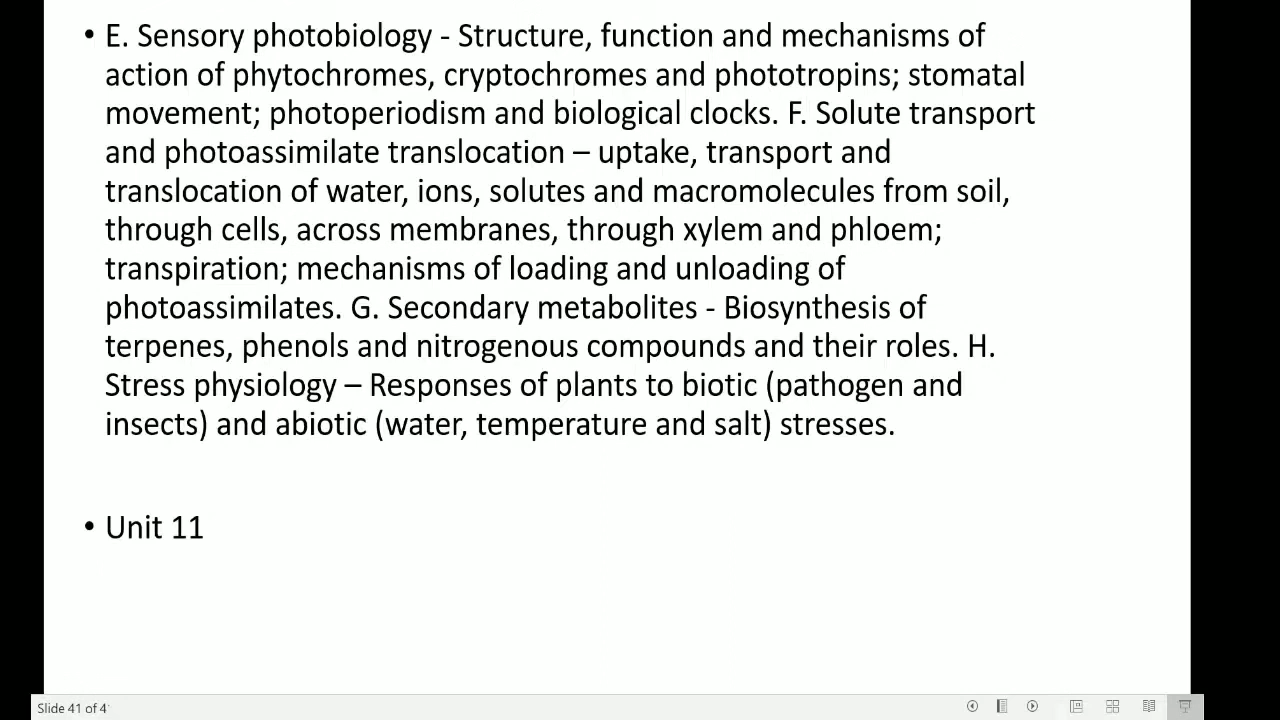 • E. Sensory photobiology - Structure, function and mechanisms of
action of phytochromes, cryptochromes and phototropins; stomatal
movement; photoperiodism and biological clocks. F. Solute transport
and photoassimilate translocation – uptake, transport and
translocation of water, ions, solutes and macromolecules from soil,
through cells, across membranes, through xylem and phloem;
transpiration; mechanisms of loading and unloading of
photoassimilates. G. Secondary metabolites - Biosynthesis of
terpenes, phenols and nitrogenous compounds and their roles. H.
Stress physiology – Responses of plants to biotic (pathogen and
insects) and abiotic (water, temperature and salt) stresses.
• Unit 11
Slide 41 of 4